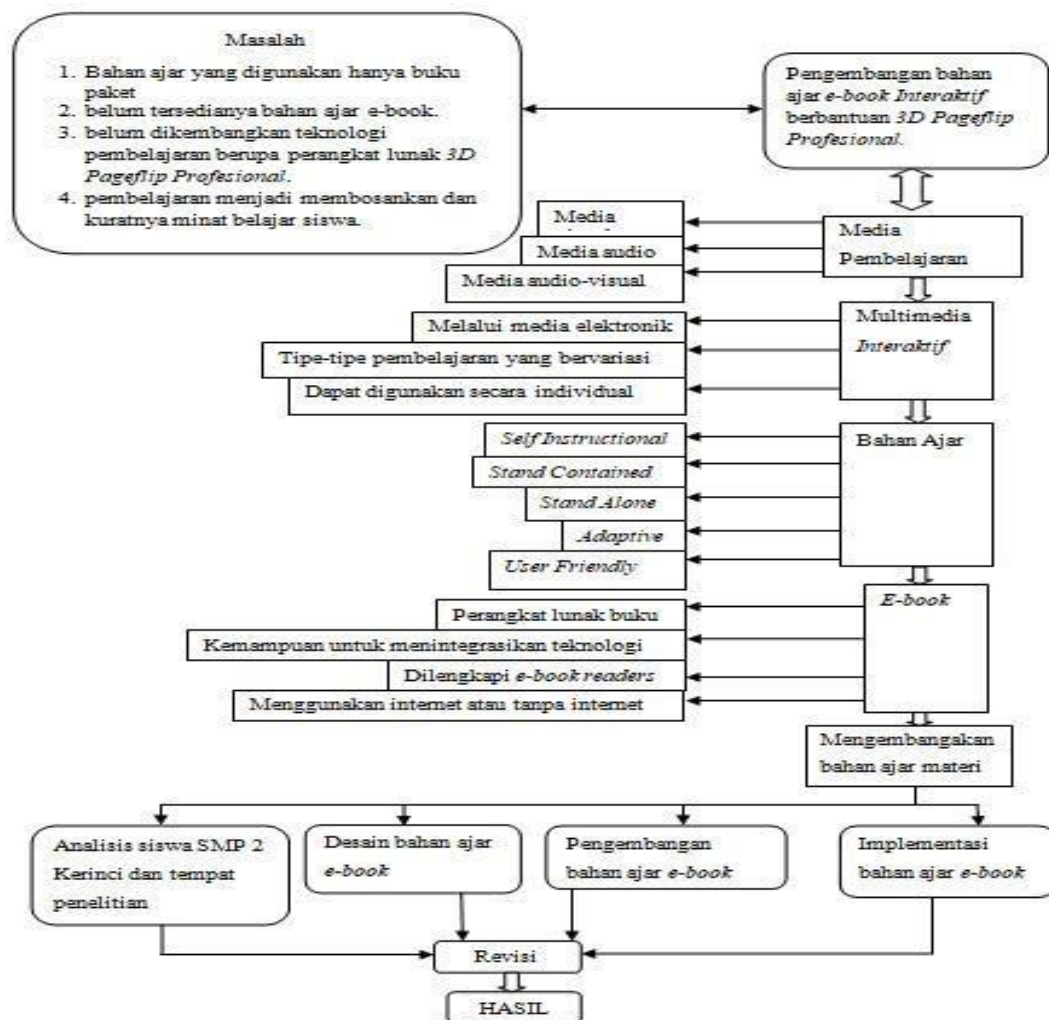 Masalah
1. Bahan ajar yang digunakan hanya buku
paket
2. belum tersedianya bahan ajar e-book.
3. belum dikembangkan teknologi
pembelajaran berupa perangkat lunak 3D
Pageflip Profesional.
4. pembelajaran menjadi membosankan dan
kuratnya minat belajar siswa.
Pengembangan bahan
ajar e-book Interaktif
berbantuan 3D Pageflip
Profesional.
Media
Pembelajaran
Media
Media audio
Media audio-visual
Multimedia
Interaktif
Melalui media elektronik
Tipe-tipe pembelajaran yang bervariasi
Dapat digunakan secara individual
Bahan Ajar
Self Instructional
Stand Contained
Stand Alone
Adaptive
User Friendly
E-book
Perangkat lunak buku
Kemampuan untuk menintegrasikan teknologi
Dilengkapi e-book readers
Menggunakan internet atau tanpa internet
Mengembangakan
bahan ajar materi
Analisis siswa SMP 2
Kerinci dan tempat
penelitian
Desain bahan ajar
e-book
Pengembangan
bahan ajar e-book
Implementasi
bahan ajar e-book
Revisi
HASIL